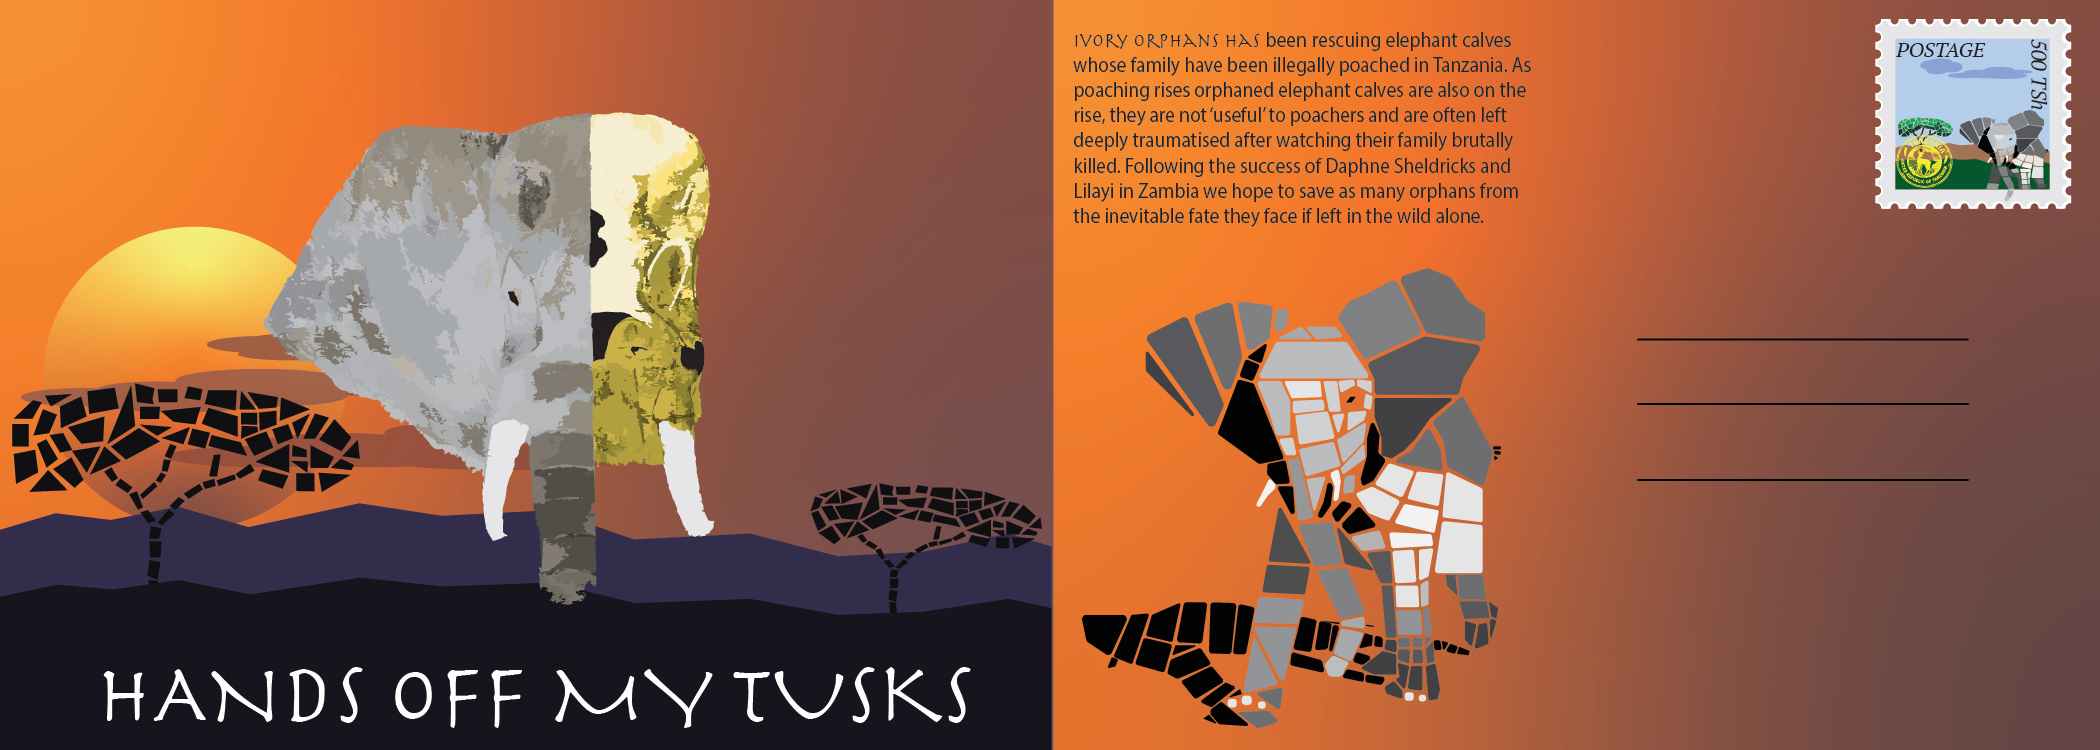 HANDS OFF MY TUSKS
IVORY ORPHANS HAS been rescuing elephant calves
whose family have been illegally poached in Tanzania. As
poaching rises orphaned elephant calves are also on the
rise, they are not ‘useful’ to poachers and are often left
deeply traumatised after watching their family brutally
killed. Following the success of Daphne Sheldricks and
Lilayi in Zambia we hope to save as many orphans from
the inevitable fate they face if left in the wild alone.
POSTAGE
500 TSh